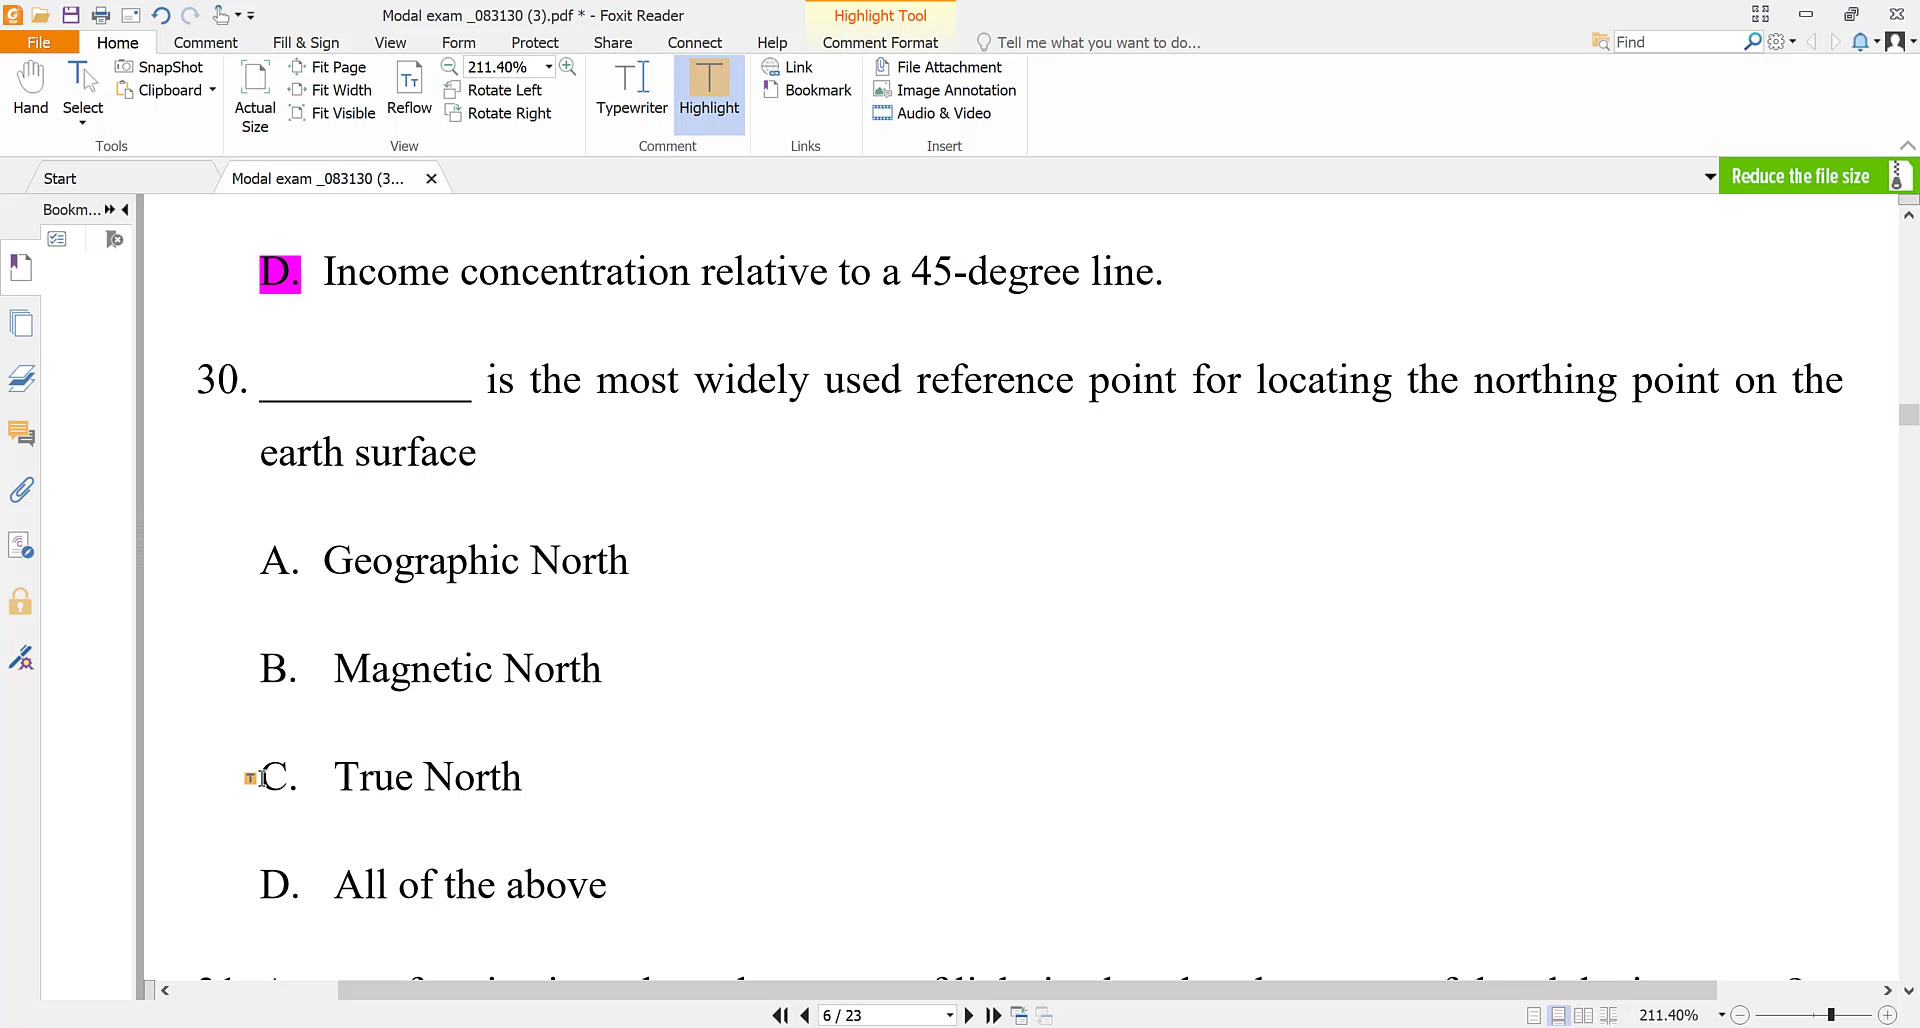 Modal exam _083130 (3).pdf * - Foxit Reader
Highlight Tool
File
Home
Comment
Fill & Sign
View
Form
Protect
Share
Connect
Help
Comment Format
Tell me what you want to do...
Find
Hand
Select
SnapShot
Clipboard
Tools
Actual
Size
Fit Page
Fit Width
Fit Visible
Reflow
211.40%
Rotate Left
Rotate Right
View
Typewriter
Highlight
Comment
Link
Bookmark
Links
File Attachment
Image Annotation
Audio & Video
Insert
Start
Modal exam _083130 (3...
Reduce the file size
Bookm...
D. Income concentration relative to a 45-degree line.
30. __________ is the most widely used reference point for locating the northing point on the
earth surface
A. Geographic North
B. Magnetic North
C. True North
D. All of the above
6 / 23
211.40%